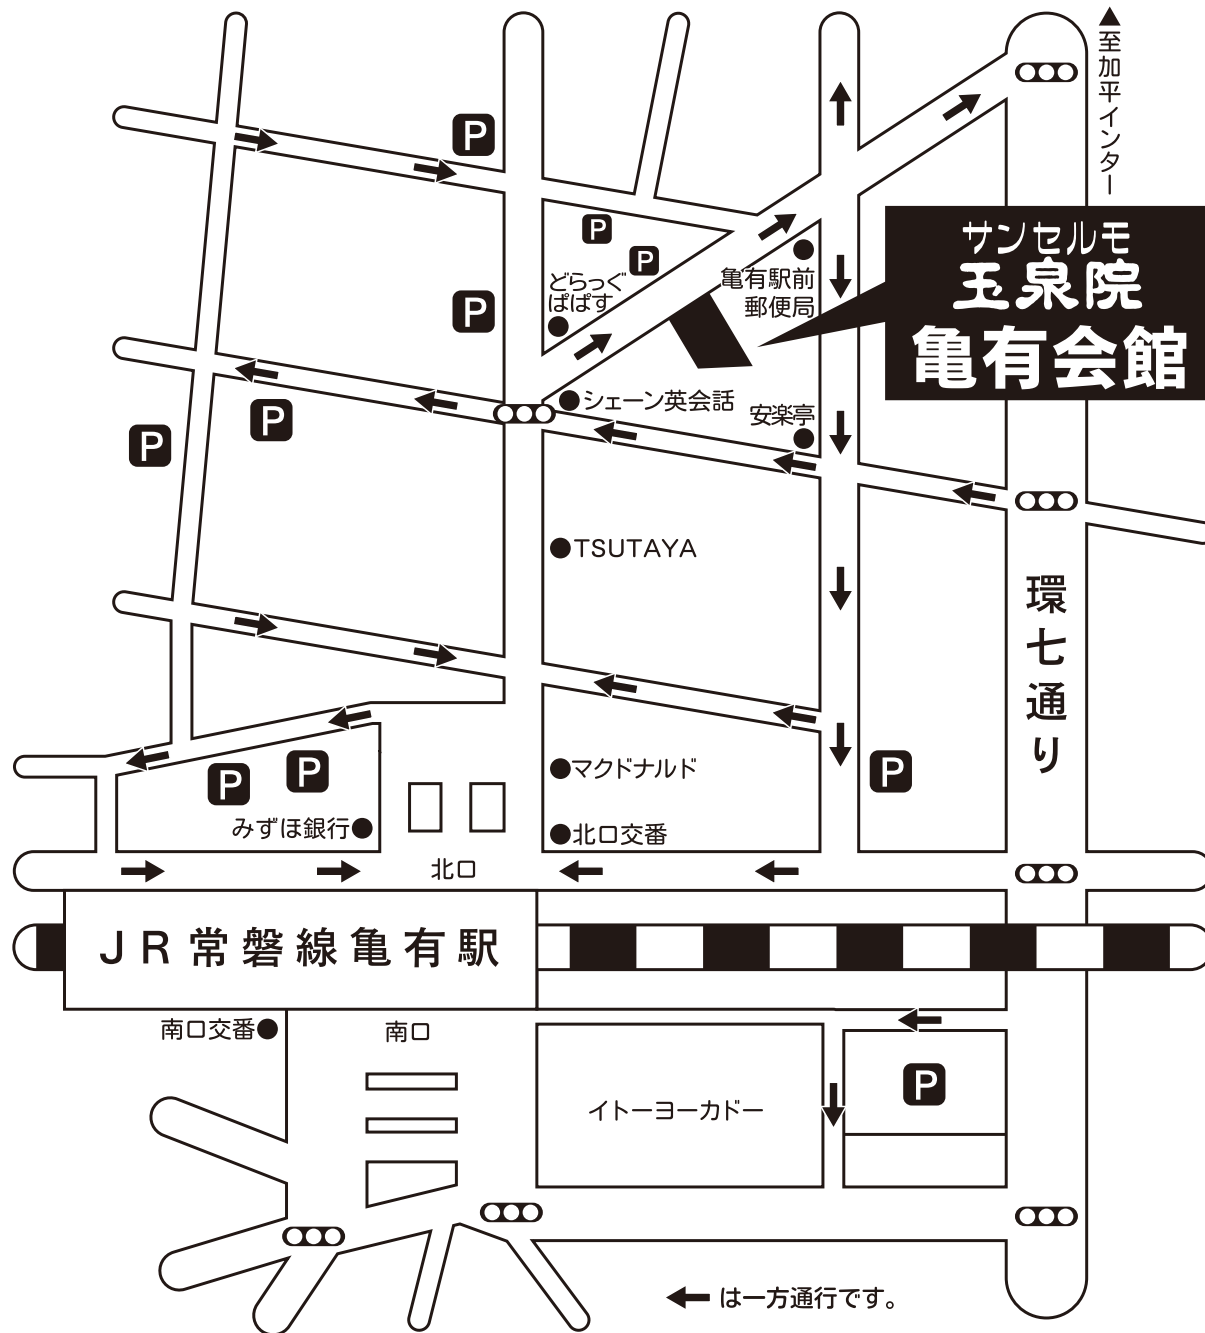 ▲至加平インター
P
サンセルモ
玉泉院
亀有会館
P
P
どらっぐ
ぱぱす
亀有駅前
郵便局
P
シェーン英会話
安楽亭
P
P
TSUTAYA
環七通り
マクドナルド
P
P
P
みずほ銀行
北口交番
北口
JR常磐線亀有駅
南口交番
南口
P
イトーヨーカドー
←は一方通行です。